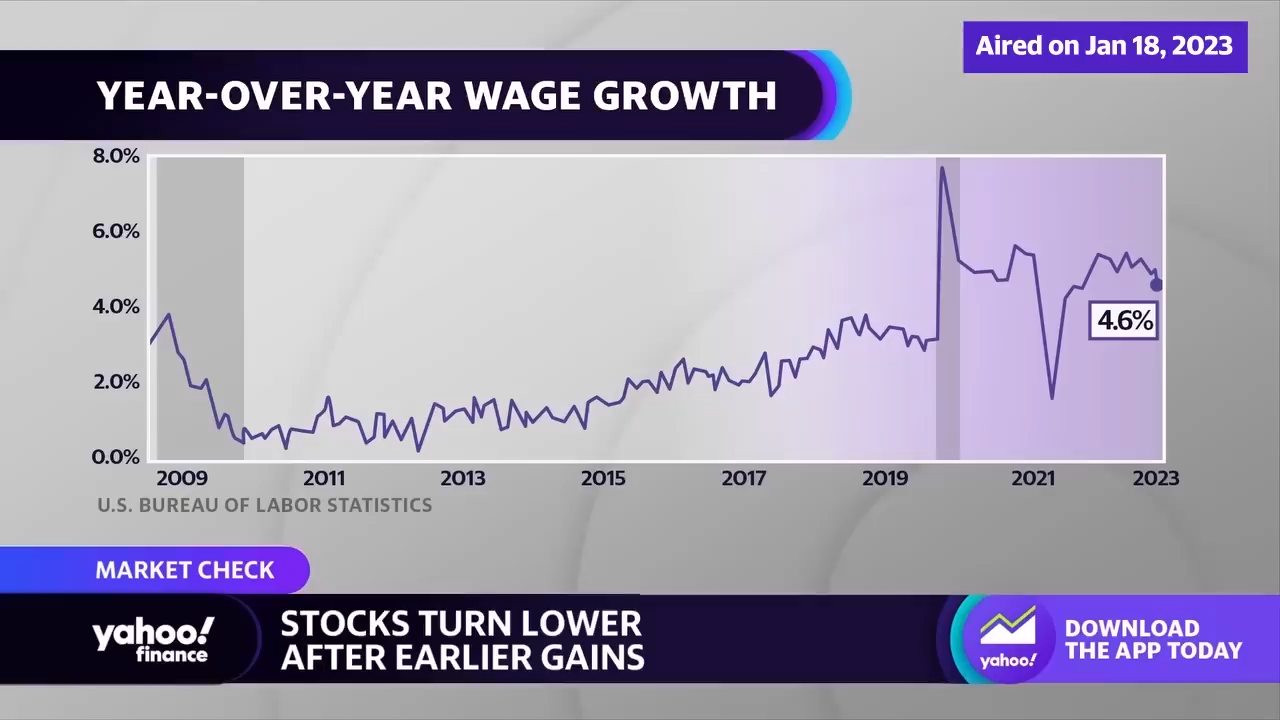 Aired on Jan 18, 2023
YEAR-OVER-YEAR WAGE GROWTH
8.0%
6.0%
4.0%
2.0%
0.0%
4.6%
2009 2011 2013 2015 2017 2019 2021 2023
U.S. BUREAU OF LABOR STATISTICS
MARKET CHECK
yahoo!
finance
STOCKS TURN LOWER
AFTER EARLIER GAINS
yahoo!
DOWNLOAD
THE APP TODAY